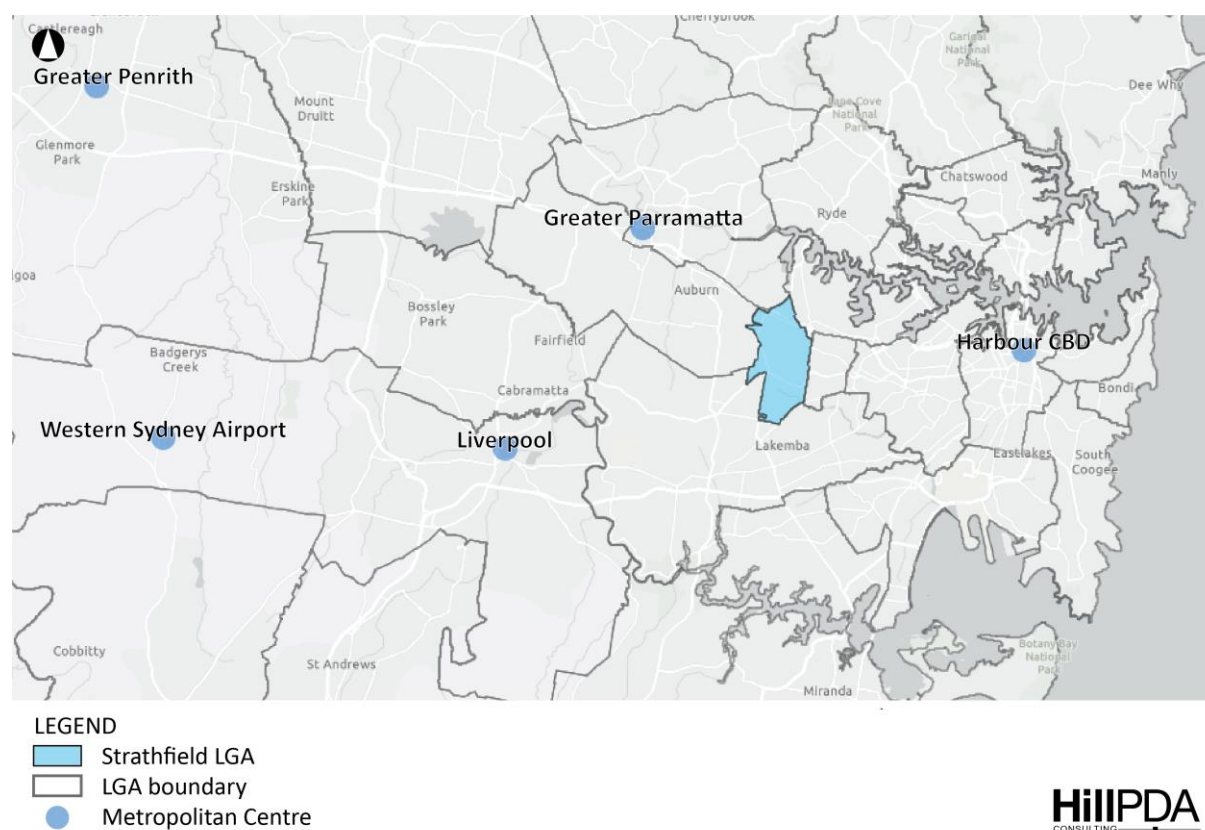 Castlereagh
Cherrybrook
Garigal
National
Park
Greater Penrith
Dee Why
Mount
Druitt
Lane Cove
National
Park
Glenmore
Park
Chatswood
Manly
Erskine
Park
Greater Parramatta
Ryde
lgoa
Auburn
Bossley
Park
Fairfield
Harbour CBD
Badgerys
Creek
Cabramatta
Bondi
Western Sydney Airport
Liverpool
Lakemba
Eastlakes
South
Coogee
Cobbitty
St Andrews
Botany Bay
National
Park
Miranda
LEGEND
Strathfield LGA
LGA boundary
Metropolitan Centre
HillPDA
CONSULTING